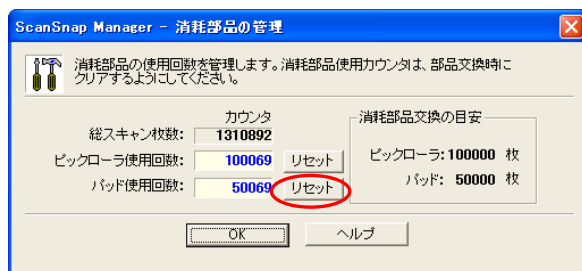 ScanSnap Manager - 消耗部品の管理
消耗部品の使用回数を管理します。消耗部品使用カウンタは、部品交換時に
クリアするようにしてください。
カウンタ
総スキャン枚数: 1310892
ピックローラ使用回数: 100069 リセット
パッド使用回数: 50069 リセット
消耗部品交換の目安
ピックローラ: 100000 枚
パッド: 50000 枚
OK ヘルプ